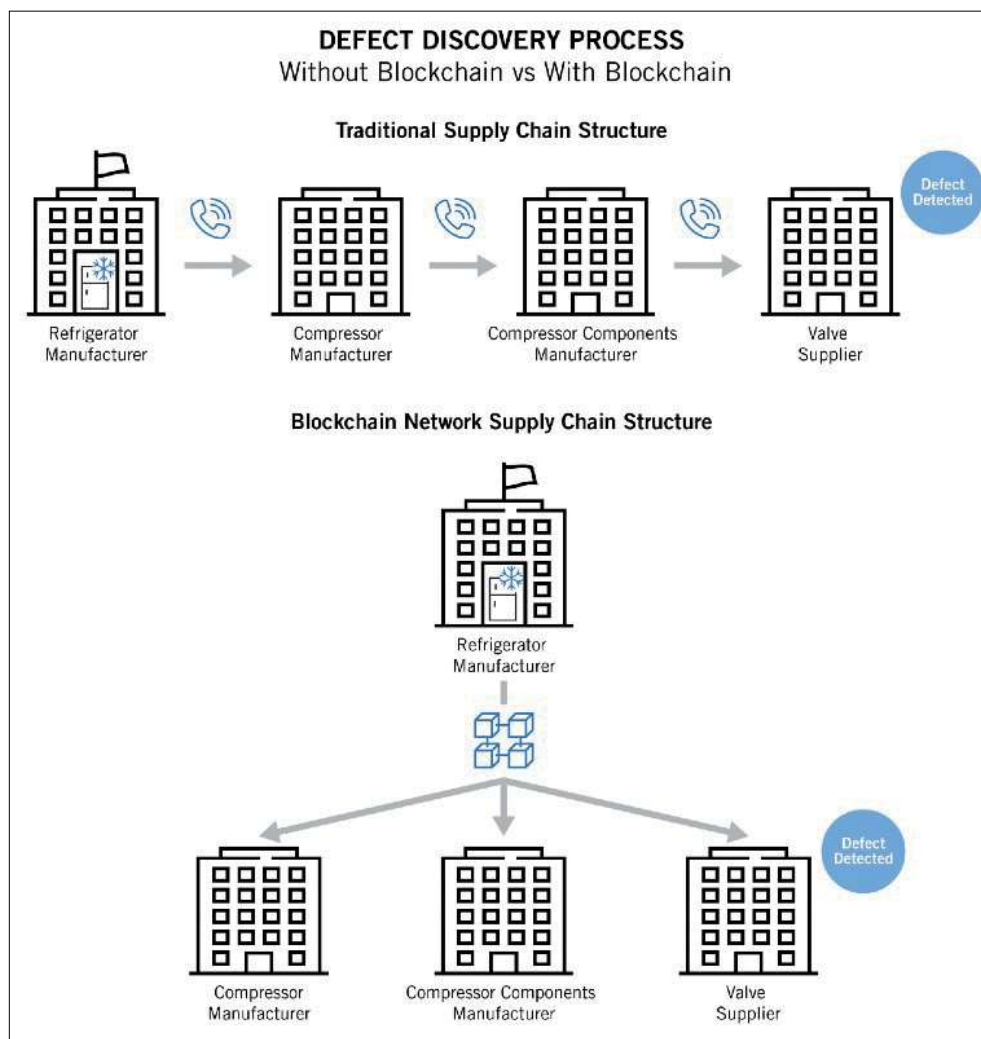 DEFECT DISCOVERY PROCESS
Without Blockchain vs With Blockchain
Traditional Supply Chain Structure
Defect
Detected
Refrigerator
Manufacturer
Compressor
Manufacturer
Compressor Components
Manufacturer
Valve
Supplier
Blockchain Network Supply Chain Structure
Refrigerator
Manufacturer
Defect
Detected
Compressor
Manufacturer
Compressor Components
Manufacturer
Valve
Supplier